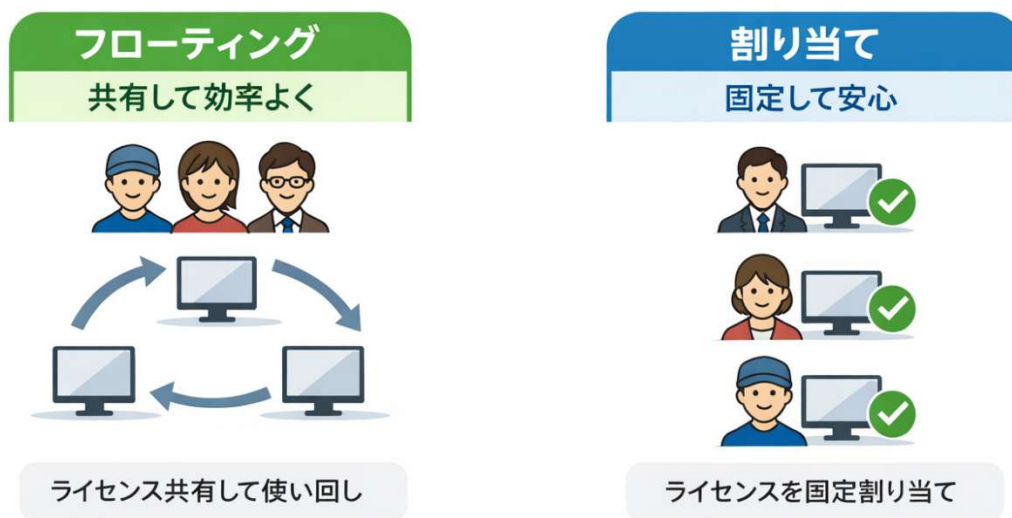 フローティング
共有して効率よく
ライセンス共有して使い回し
割り当て
固定して安心
ライセンスを固定割り当て